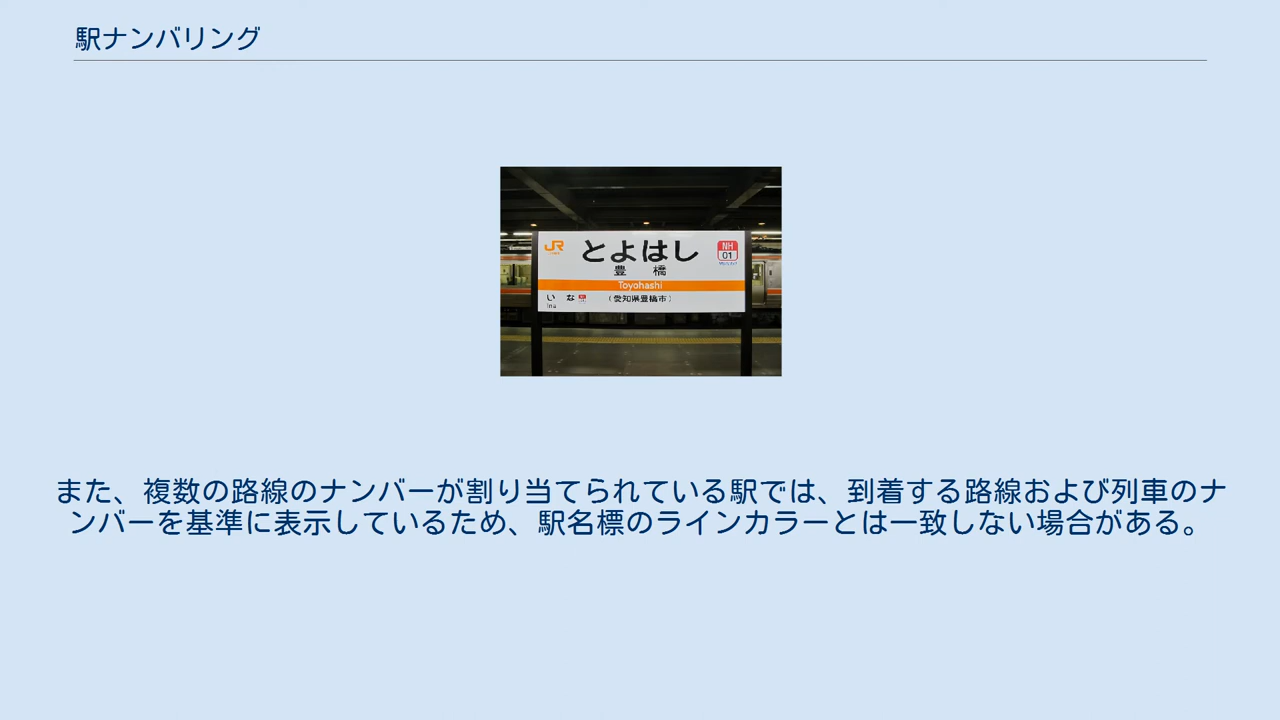 駅ナンバリング
JR
とよはし
NH
01
豊橋
Toyohashi
いな
Ina
(愛知県豊橋市)
また、複数の路線のナンバーが割り当てられている駅では、到着する路線および列車のナ
ンバーを基準に表示しているため、駅名標のラインカラーとは一致しない場合がある。